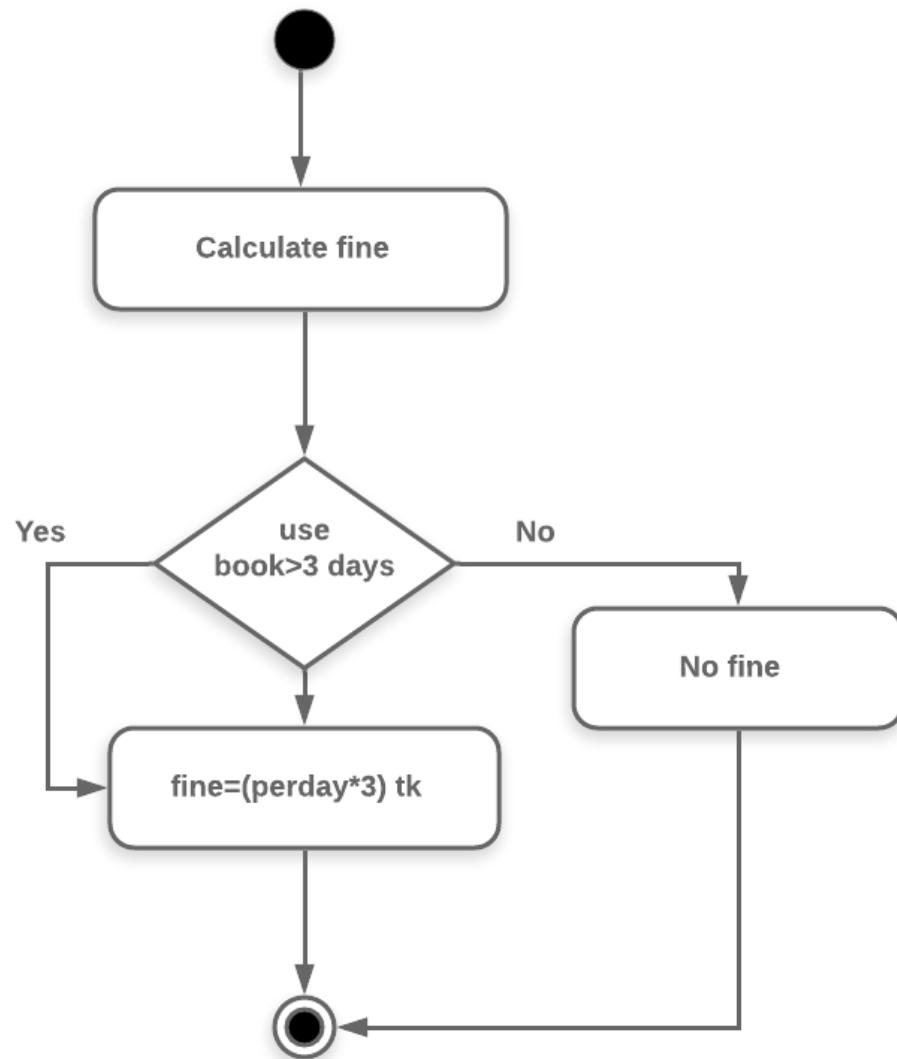 Calculate fine
Yes
use
book>3 days
No
No fine
fine=(perday*3) tk